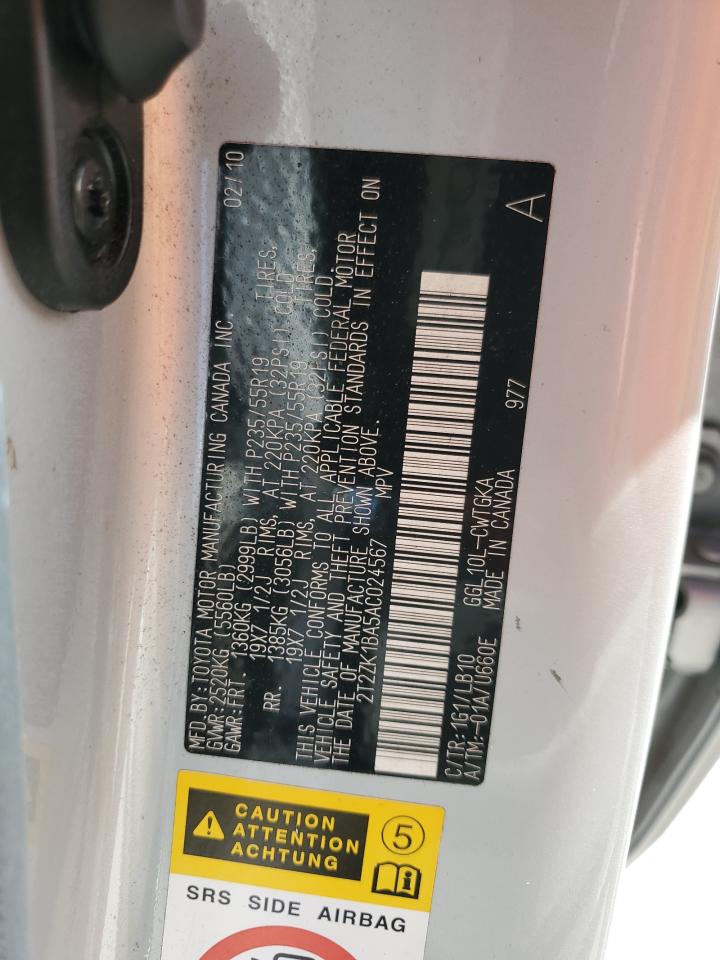 MFD.BY:TOYOTA MOTOR MANUFACTURING CANADA INC. 02/10
GVWR:2520KG (5560LB)
GAWR:FRT. 1360KG (2999LB) WITH P235/55R19 TIRES,
19X7 1/2J RIMS, AT 220KPA (32PSI) COLD
RR. 1385KG (3056LB) WITH P235/55R19 TIRES,
19X7 1/2J RIMS, AT 220KPA (32PSI) COLD.
THIS VEHICLE CONFORMS TO ALL APPLICABLE FEDERAL MOTOR
VEHICLE SAFETY AND THEFT PREVENTION STANDARDS IN EFFECT ON
THE DATE OF MANUFACTURE SHOWN ABOVE.
2T2ZK1BA5AC024567 MPV
C/TR:1G1/LB10 GGL10L-CWTGKA
A/TM:-01A/U660E MADE IN CANADA 977 A
CAUTION
ATTENTION
ACHTUNG
5
i
SRS SIDE AIRBAG